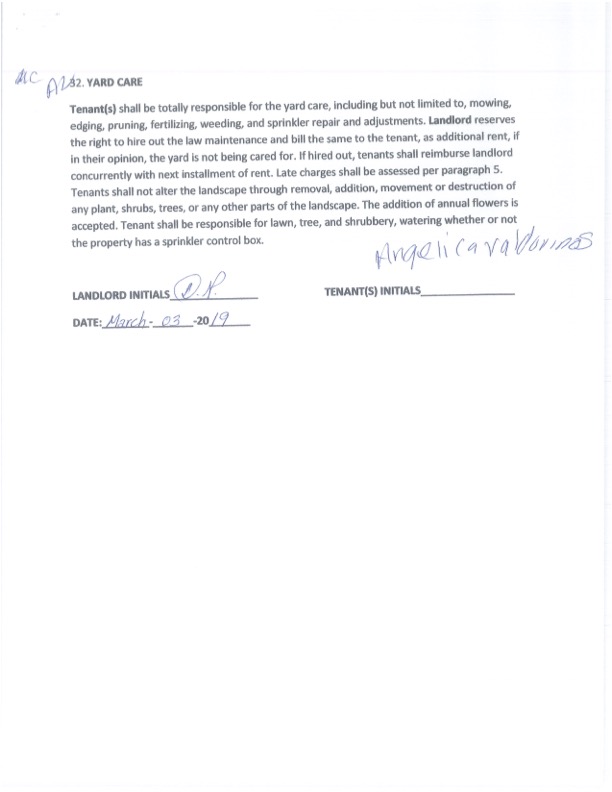 MC
32. YARD CARE
Tenant(s) shall be totally responsible for the yard care, including but not limited to, mowing,
edging, pruning, fertilizing, weeding, and sprinkler repair and adjustments. Landlord reserves
the right to hire out the law maintenance and bill the same to the tenant, as additional rent, if
in their opinion, the yard is not being cared for. If hired out, tenants shall reimburse landlord
concurrently with next installment of rent. Late charges shall be assessed per paragraph 5.
Tenants shall not alter the landscape through removal, addition, movement or destruction of
any plant, shrubs, trees, or any other parts of the landscape. The addition of annual flowers is
accepted. Tenant shall be responsible for lawn, tree, and shrubbery, watering whether or not
the property has a sprinkler control box.
Angelica
LANDLORD INITIALS TENANT(S) INITIALS
DATE: March - 03 -2019